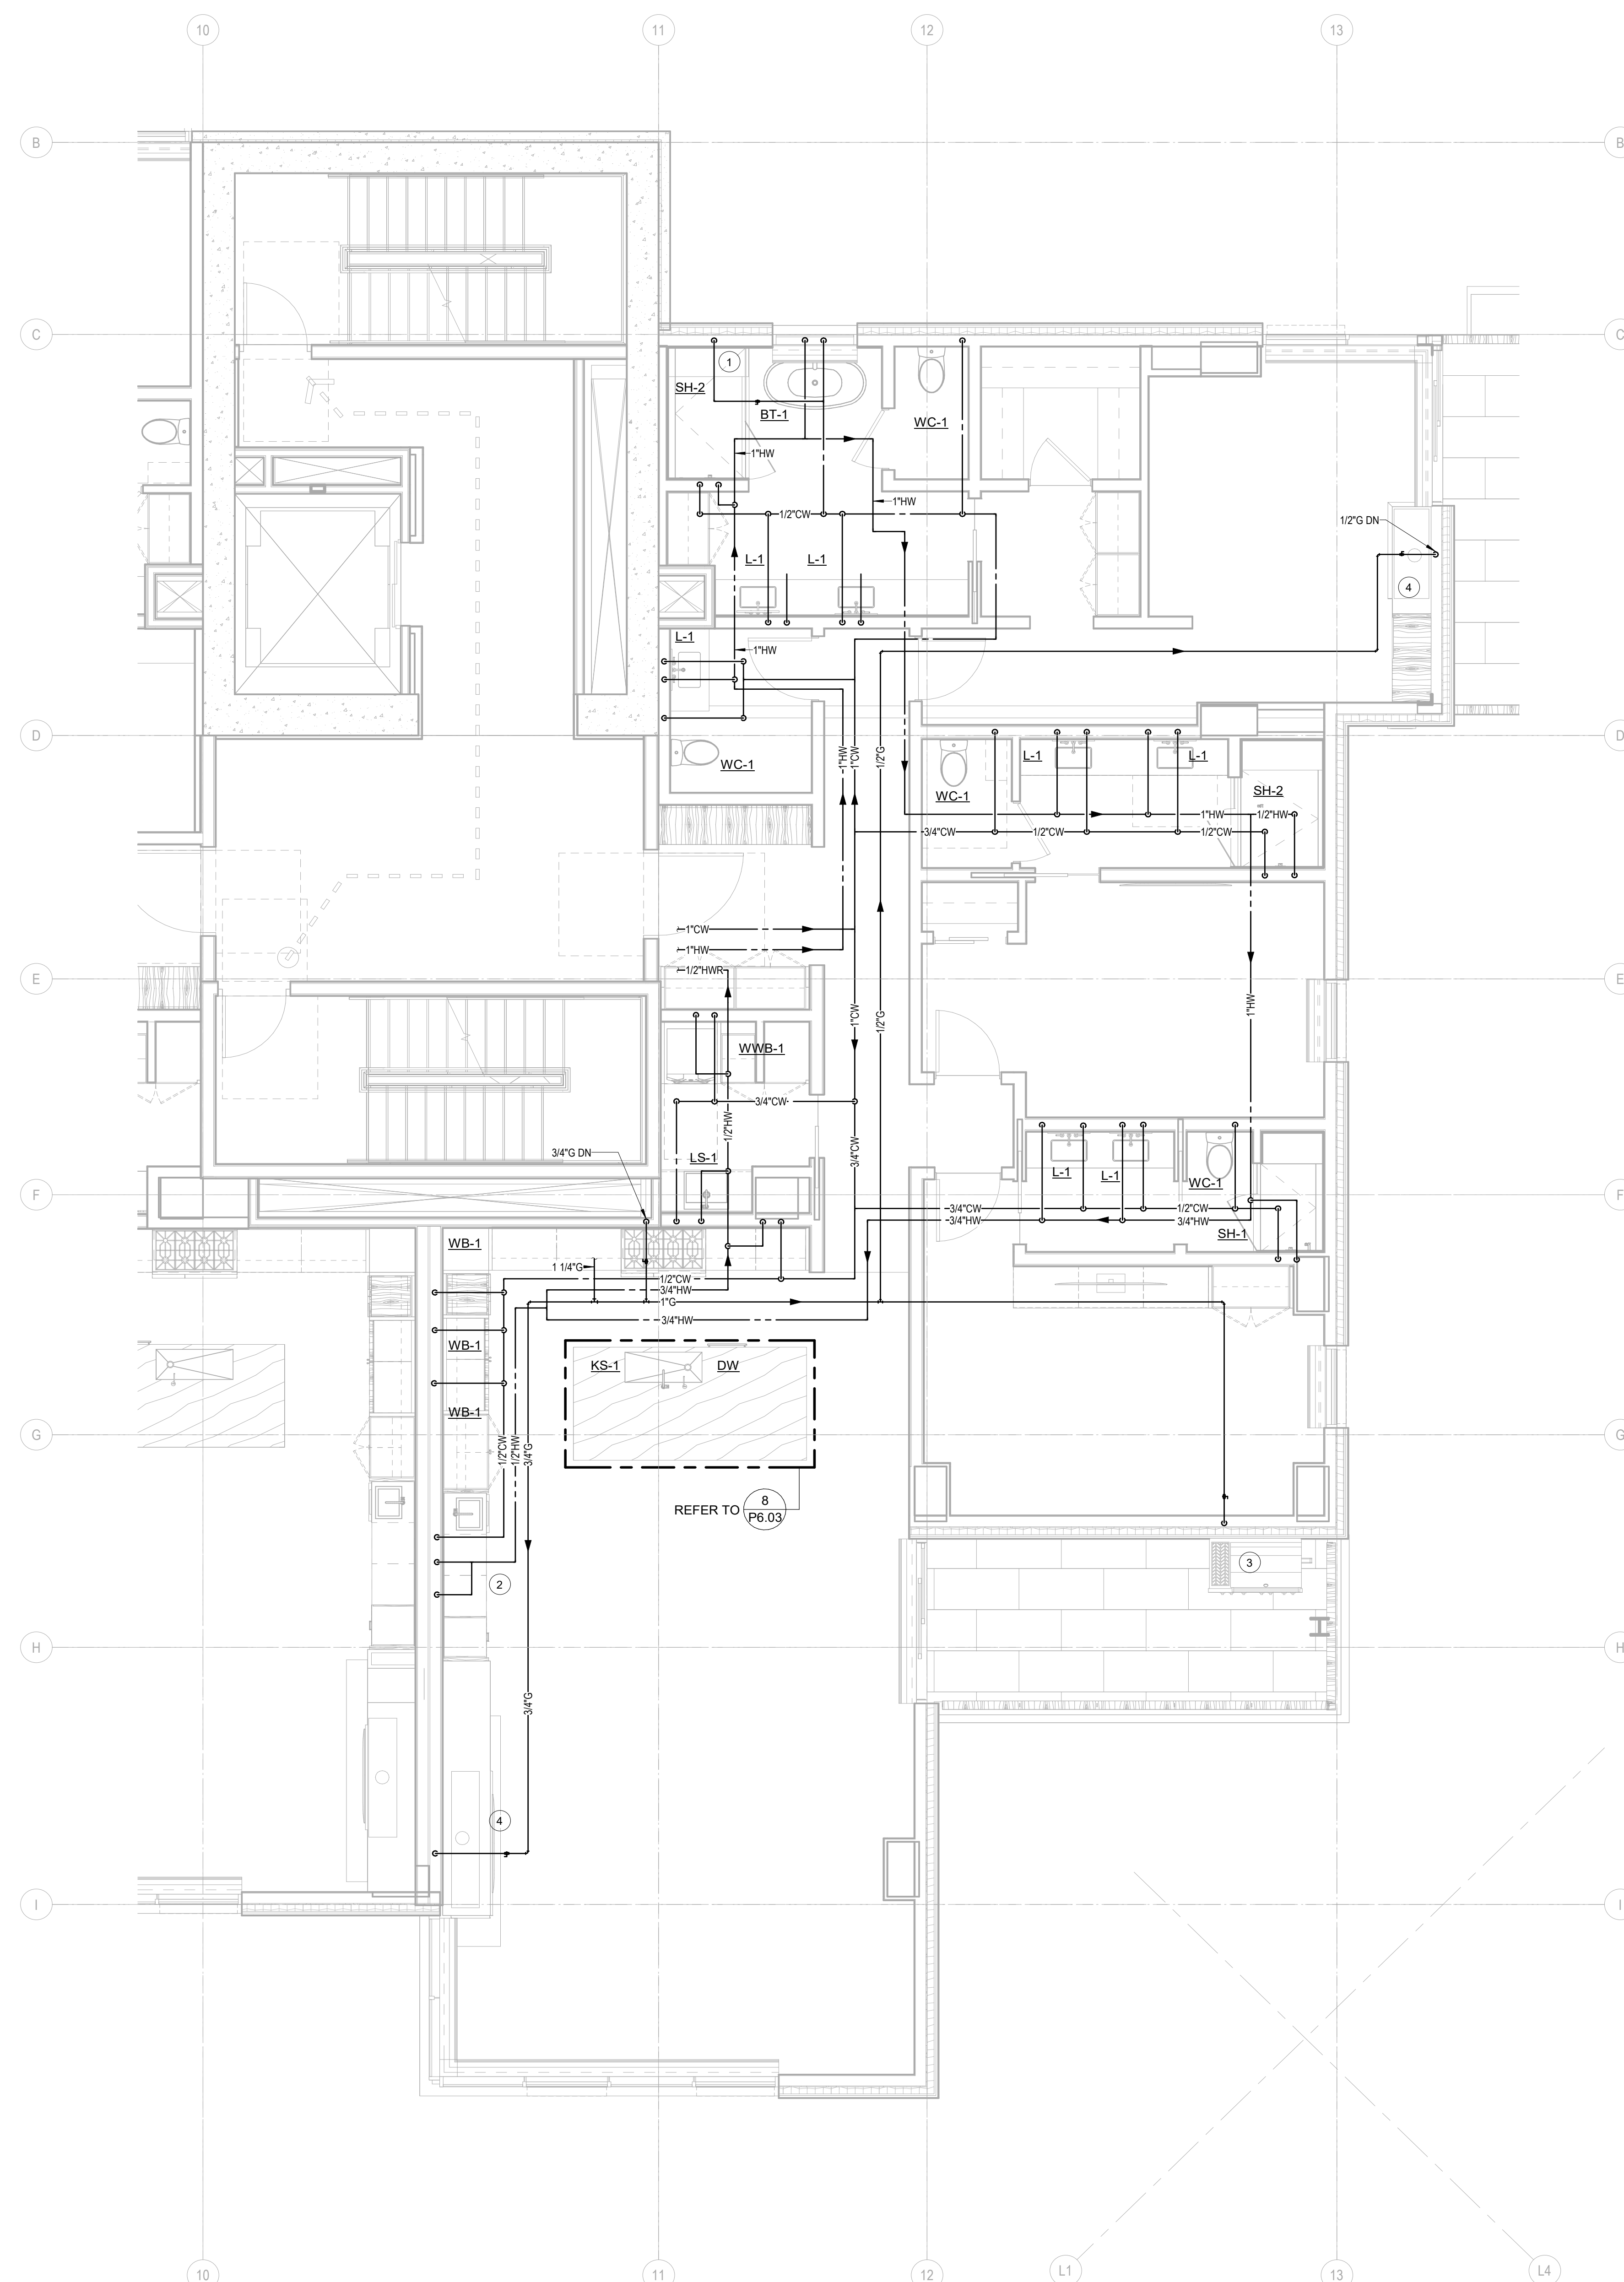 10
11
12
13
B
B
C
C
1
SH-2
BT-1
WC-1
1"HW
1"HW
1/2"CW
1/2"G DN
L-1
L-1
4
L-1
1"HW
D
D
1"HW
1"CW
1/2"G
WC-1
L-1
L-1
WC-1
SH-2
1"HW
1/2"HW
3/4"CW
1/2"CW
1/2"CW
1"CW
1"HW
1/2"HWR
E
E
1"HW
1"CW
1/2"G
WWB-1
3/4"CW
1/2"HW
3/4"CW
3/4"G DN
LS-1
L-1
L-1
WC-1
F
F
3/4"CW
1/2"CW
3/4"HW
3/4"HW
SH-1
WB-1
1 1/4"G
1/2"CW
3/4"HW
1"G
3/4"HW
WB-1
KS-1
DW
WB-1
G
G
1/2"CW
1/2"HW
3/4"G
REFER TO
8
P6.03
3
2
H
H
3/4"G
4
I
I
10
11
12
L1
13
L4